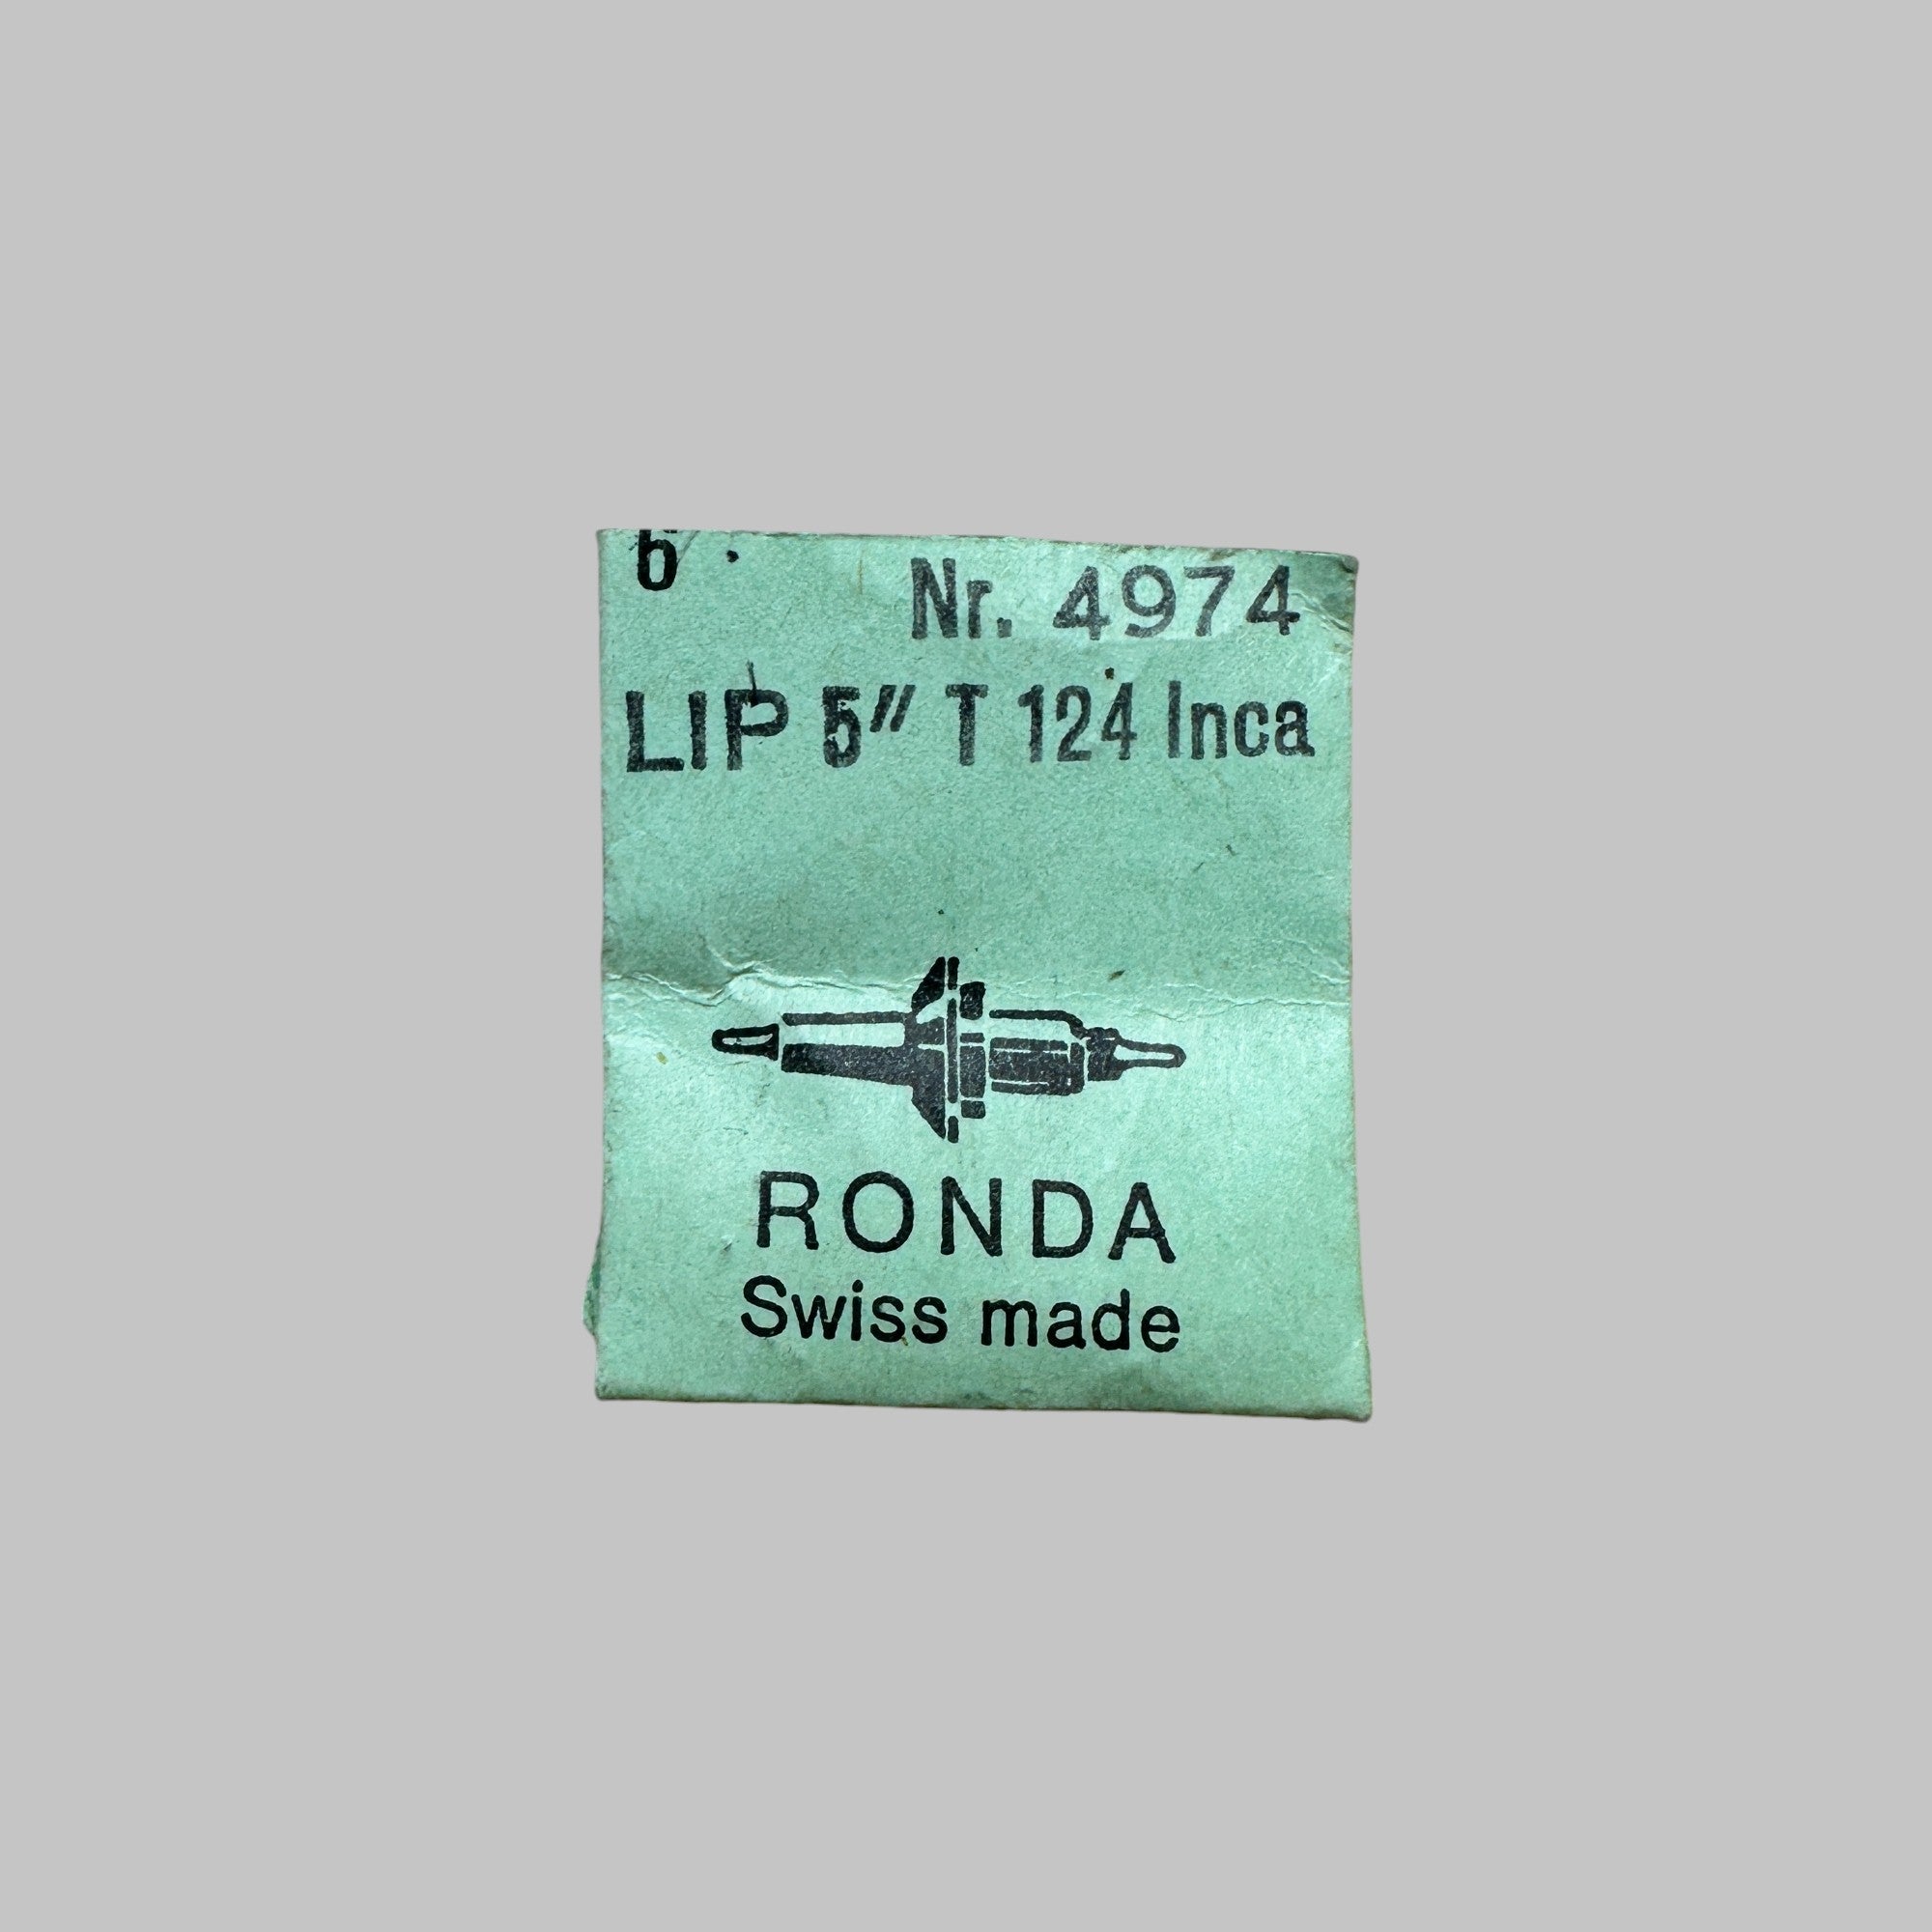 6
Nr. 4974
LIP 5″ T 124 Inca
RONDA
Swiss made